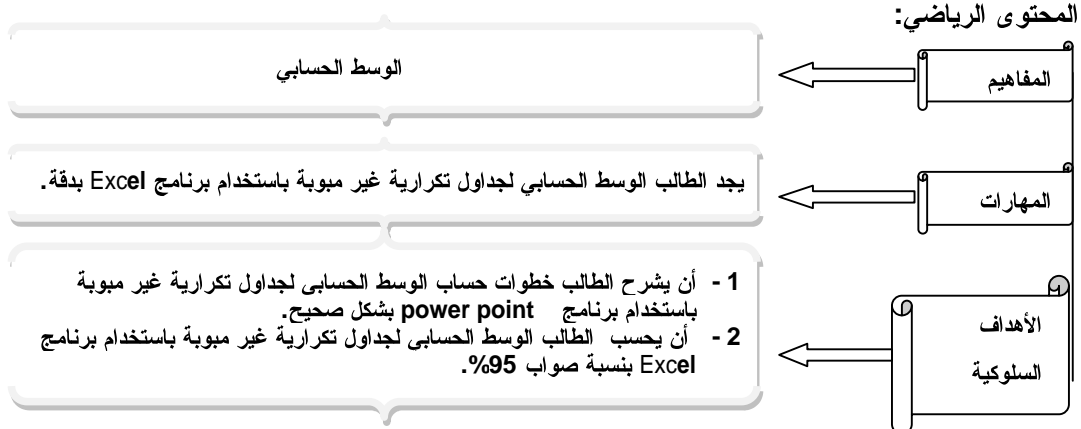 المحتوى الرياضي:
المفاهيم
الوسط الحسابي
المهارات
يجد الطالب الوسط الحسابي لجداول تكرارية غير مبوبة باستخدام برنامج Excel بدقة.
الأهداف
السلوكية
1 - أن يشرح الطالب خطوات حساب الوسط الحسابى لجداول تكرارية غير مبوبة
باستخدام برنامج power point بشكل صحيح.
2 - أن يحسب الطالب الوسط الحسابى لجداول تكرارية غير مبوبة باستخدام برنامج
Excel بنسبة صواب 95%.